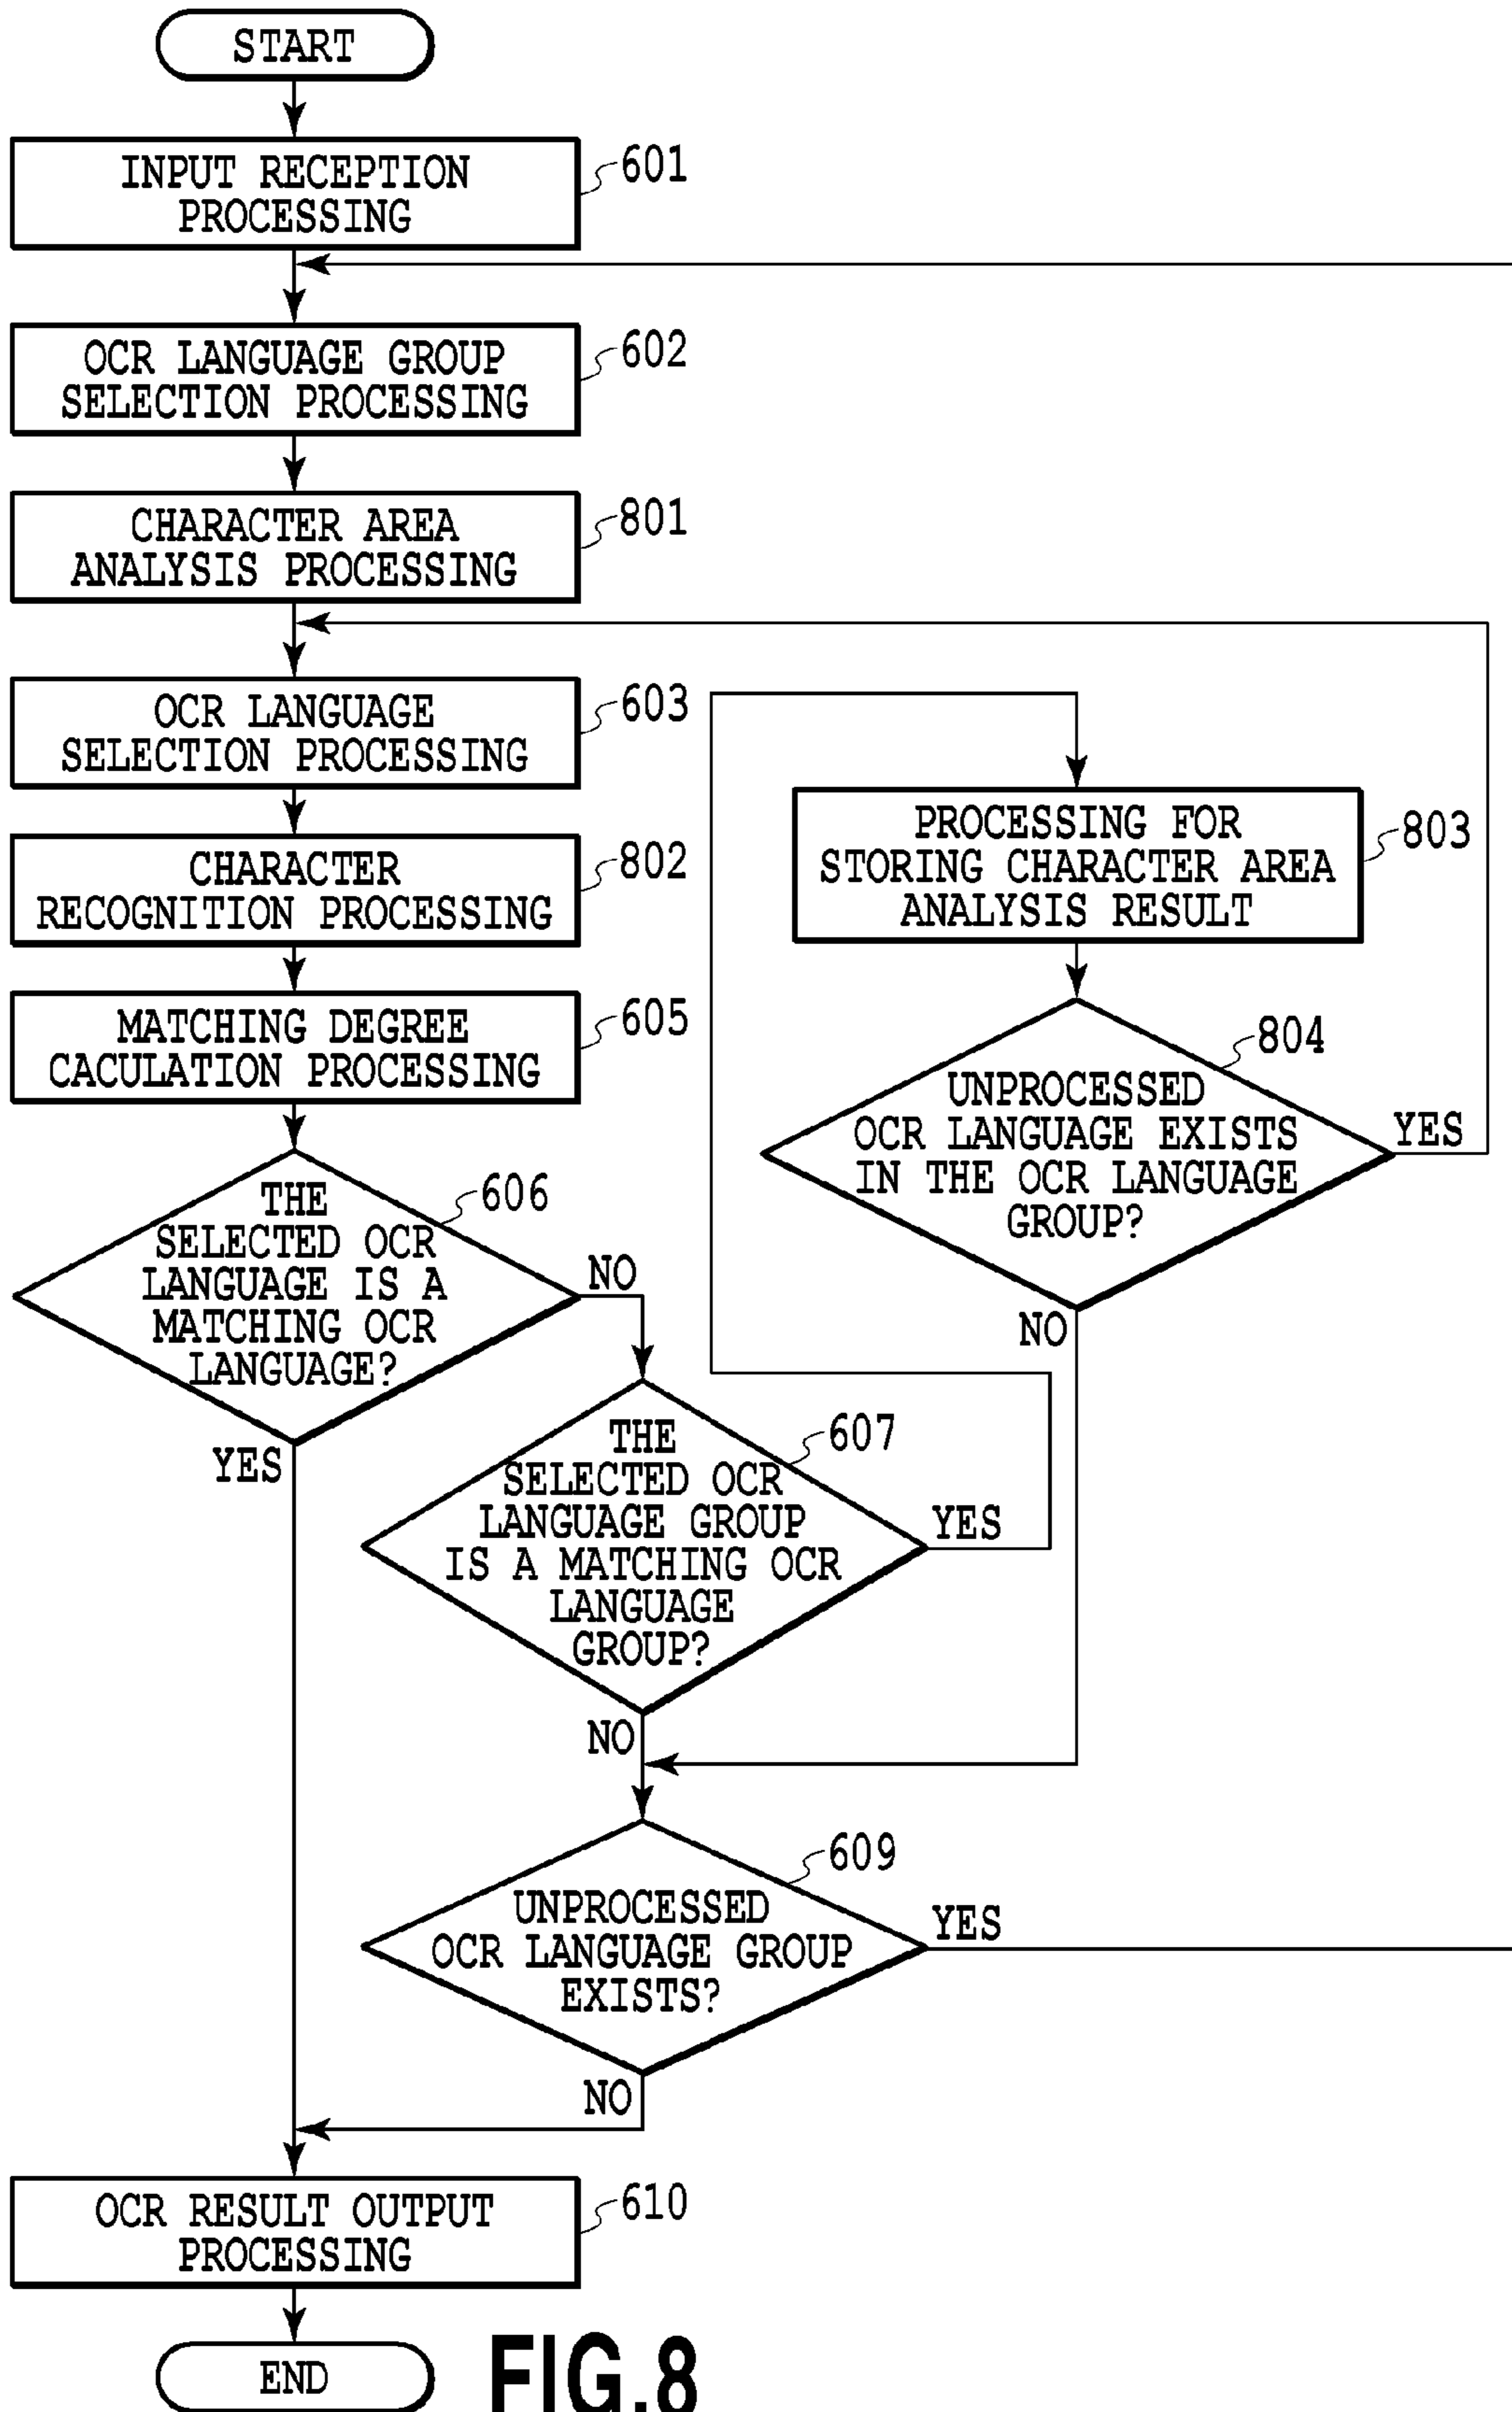 START
INPUT RECEPTION
PROCESSING
601
OCR LANGUAGE GROUP
SELECTION PROCESSING
602
CHARACTER AREA
ANALYSIS PROCESSING
801
OCR LANGUAGE
SELECTION PROCESSING
603
CHARACTER
RECOGNITION PROCESSING
802
MATCHING DEGREE
CACULATION PROCESSING
605
THE
SELECTED OCR
LANGUAGE IS A
MATCHING OCR
LANGUAGE?
606
NO
YES
PROCESSING FOR
STORING CHARACTER AREA
ANALYSIS RESULT
803
UNPROCESSED
OCR LANGUAGE EXISTS
IN THE OCR LANGUAGE
GROUP?
804
YES
NO
THE
SELECTED OCR
LANGUAGE GROUP
IS A MATCHING OCR
LANGUAGE
GROUP?
607
YES
NO
UNPROCESSED
OCR LANGUAGE GROUP
EXISTS?
609
YES
NO
OCR RESULT OUTPUT
PROCESSING
610
END
FIG.8